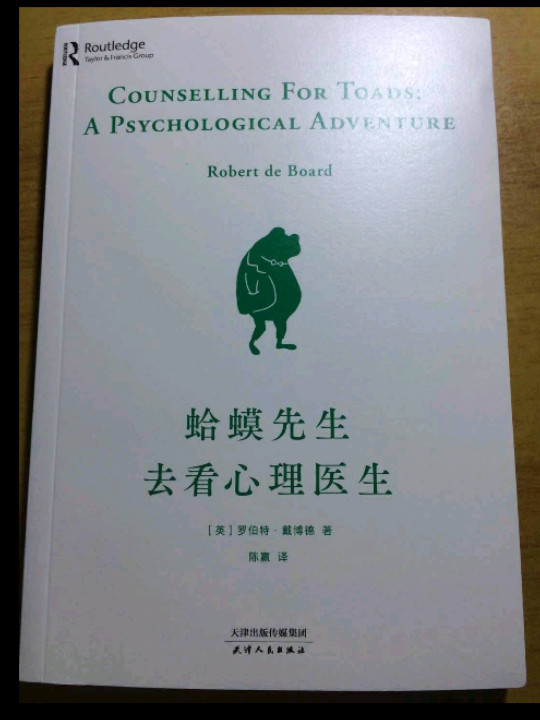 Routledge
Taylor & Francis Group
COUNSELLING FOR TOADS:
A PSYCHOLOGICAL ADVENTURE
Robert de Board
蛤蟆先生
去看心理医生
[英] 罗伯特·戴博德 著
陈赢 译
天津出版传媒集团
天津人民出版社